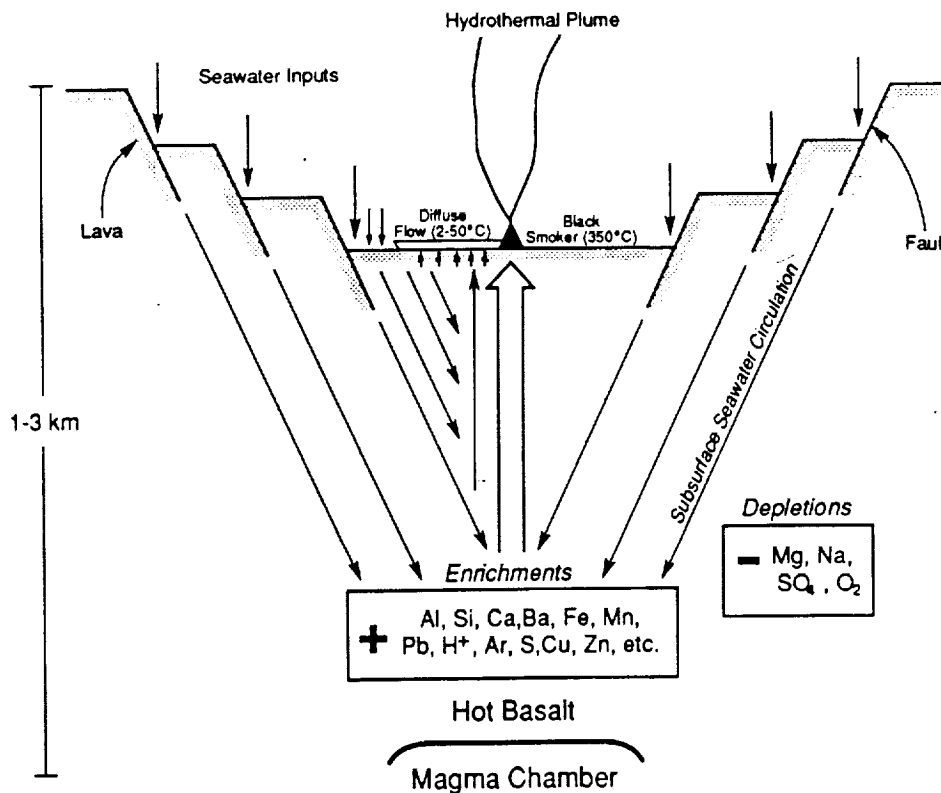 Hydrothermal Plume
Seawater Inputs
Lava
Diffuse
Flow (2-50°C)
Black
Smoker (350°C)
Faul
1-3 km
Subsurface Seawater Circulation
Depletions
- Mg, Na,
SO₄ , O₂
Enrichments
+ Al, Si, Ca,Ba, Fe, Mn,
Pb, H⁺, Ar, S,Cu, Zn, etc.
Hot Basalt
Magma Chamber